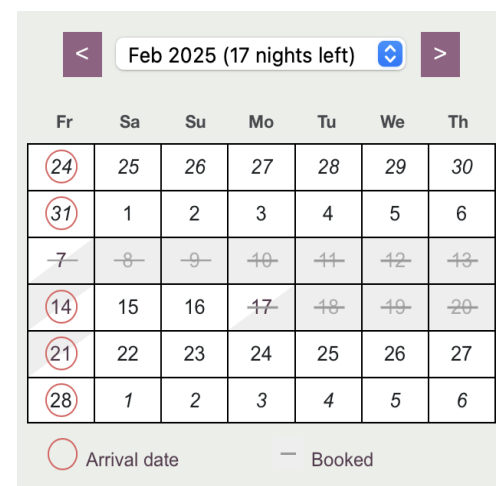 < Feb 2025 (17 nights left) >
Fr Sa Su Mo Tu We Th
24 25 26 27 28 29 30
31 1 2 3 4 5 6
7 8 9 10 11 12 13
14 15 16 17 18 19 20
21 22 23 24 25 26 27
28 1 2 3 4 5 6
Arrival date – Booked